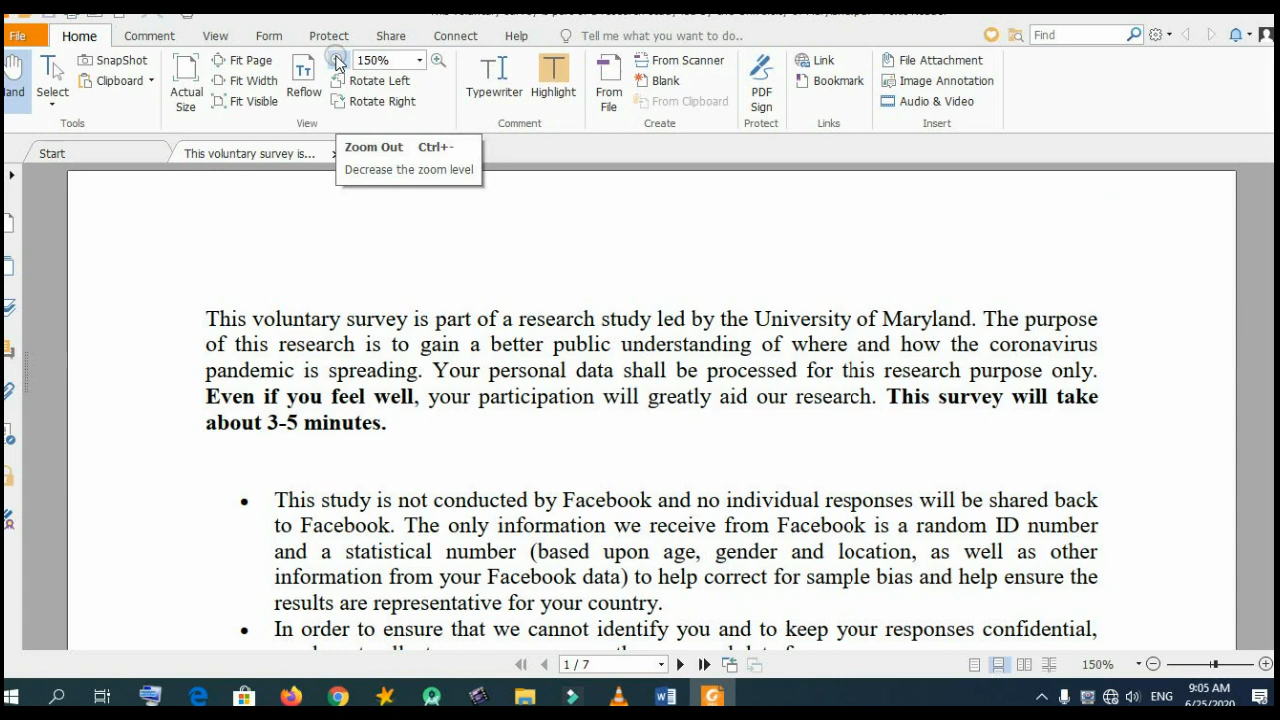 File Home Comment View Form Protect Share Connect Help Tell me what you want to do.. Find
SnapShot Fit Page 150% From Scanner Link File Attachment
Clipboard Fit Width Rotate Left Blank Bookmark Image Annotation
Select Actual Size Fit Visible Reflow Rotate Right Typewriter Highlight From File From Clipboard PDF Sign Audio & Video
Tools View Comment Create Protect Links Insert
Zoom Out Ctrl+-
Decrease the zoom level
Start This voluntary survey is...
This voluntary survey is part of a research study led by the University of Maryland. The purpose
of this research is to gain a better public understanding of where and how the coronavirus
pandemic is spreading. Your personal data shall be processed for this research purpose only.
Even if you feel well, your participation will greatly aid our research. This survey will take
about 3-5 minutes.
• This study is not conducted by Facebook and no individual responses will be shared back
to Facebook. The only information we receive from Facebook is a random ID number
and a statistical number (based upon age, gender and location, as well as other
information from your Facebook data) to help correct for sample bias and help ensure the
results are representative for your country.
• In order to ensure that we cannot identify you and to keep your responses confidential,
1 / 7 150%
ENG 9:05 AM
6/25/2020